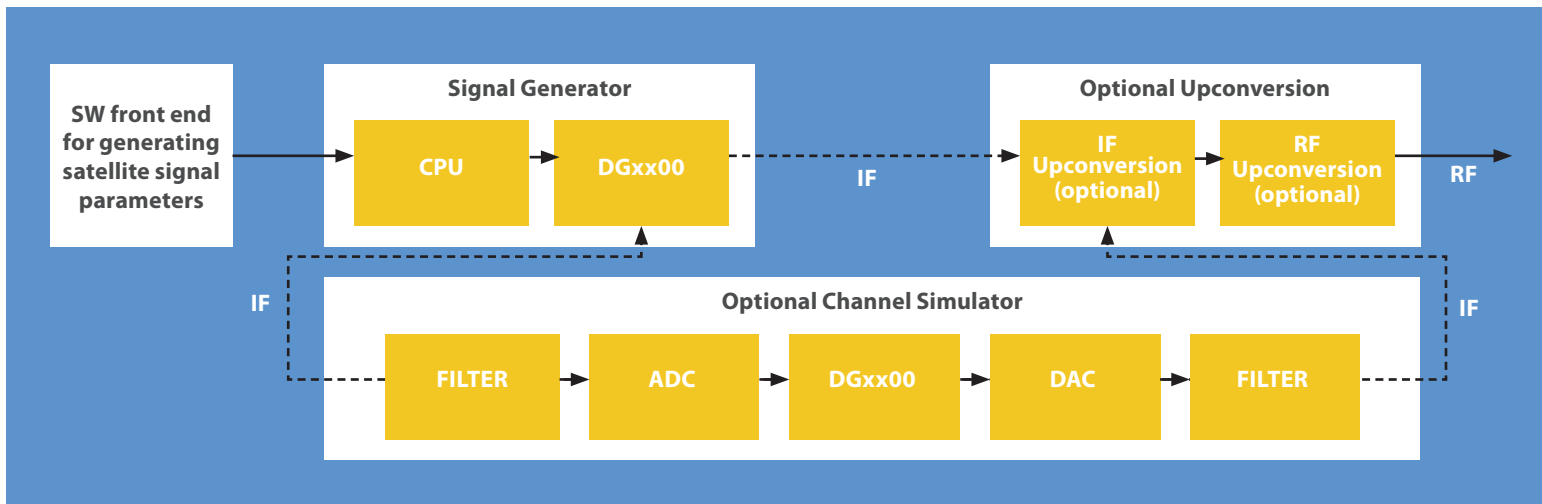 SW front end
for generating
satellite signal
parameters
Signal Generator
CPU
DGxx00
IF
Optional Upconversion
IF
Upconversion
(optional)
RF
Upconversion
(optional)
RF
IF
Optional Channel Simulator
FILTER
ADC
DGxx00
DAC
FILTER
IF